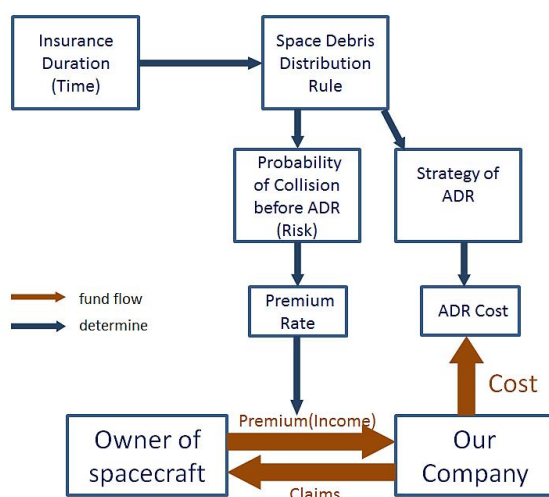 Insurance
Duration
(Time)
Space Debris
Distribution
Rule
Probability
of Collision
before ADR
(Risk)
Strategy of
ADR
fund flow
determine
Premium
Rate
ADR Cost
Cost
Premium(Income)
Owner of
spacecraft
Our
Company
Claims